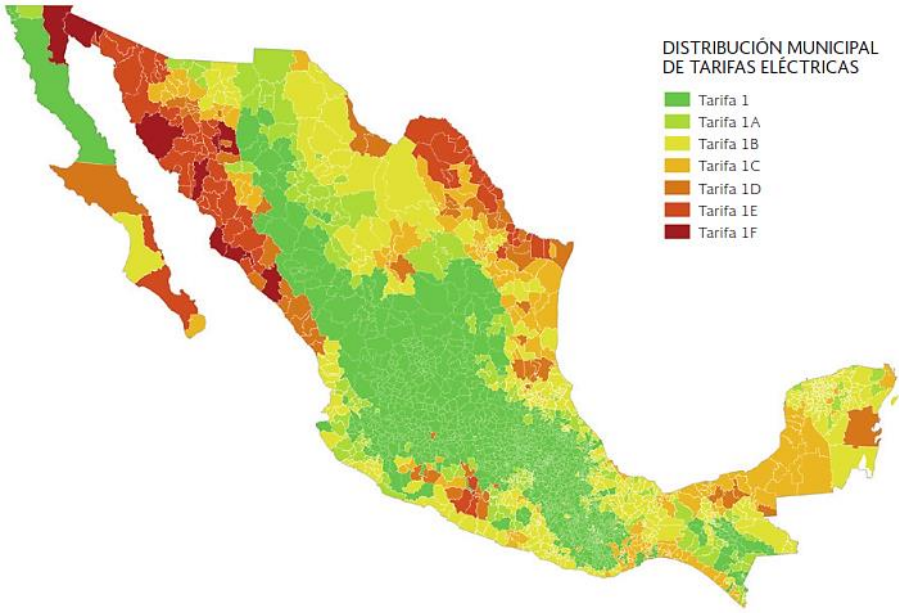 DISTRIBUCIÓN MUNICIPAL
DE TARIFAS ELÉCTRICAS
Tarifa 1
Tarifa 1A
Tarifa 1B
Tarifa 1C
Tarifa 1D
Tarifa 1E
Tarifa 1F